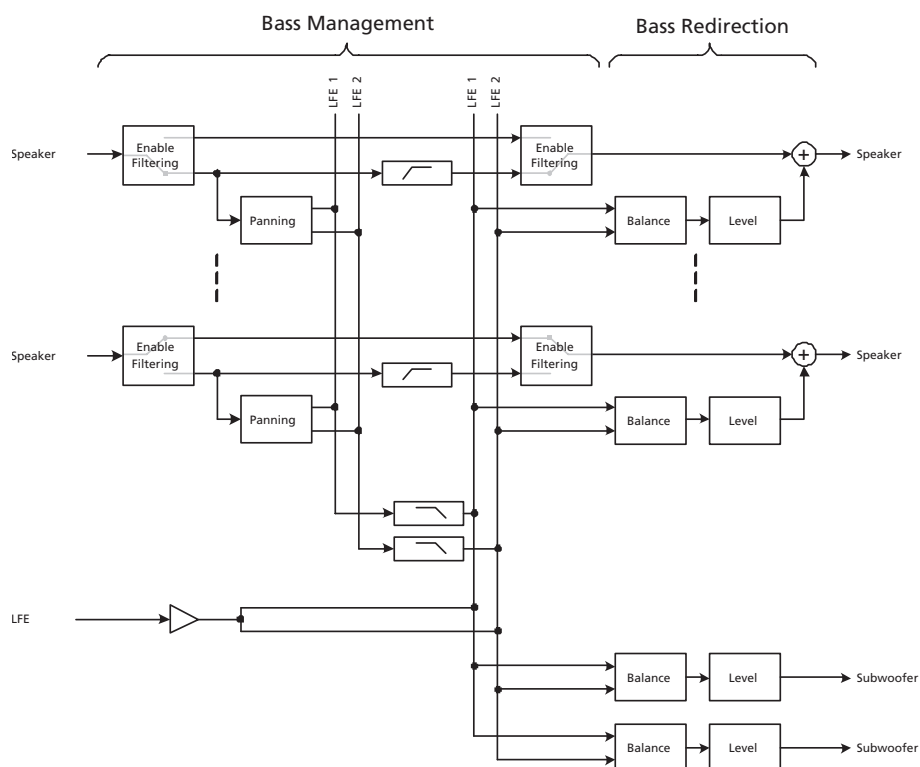 Bass Management
Bass Redirection
LFE 1
LFE 2
LFE 1
LFE 2
Speaker
Enable
Filtering
Enable
Filtering
Speaker
Panning
Balance
Level
Speaker
Enable
Filtering
Enable
Filtering
Speaker
Panning
Balance
Level
LFE
Balance
Level
Subwoofer
Balance
Level
Subwoofer